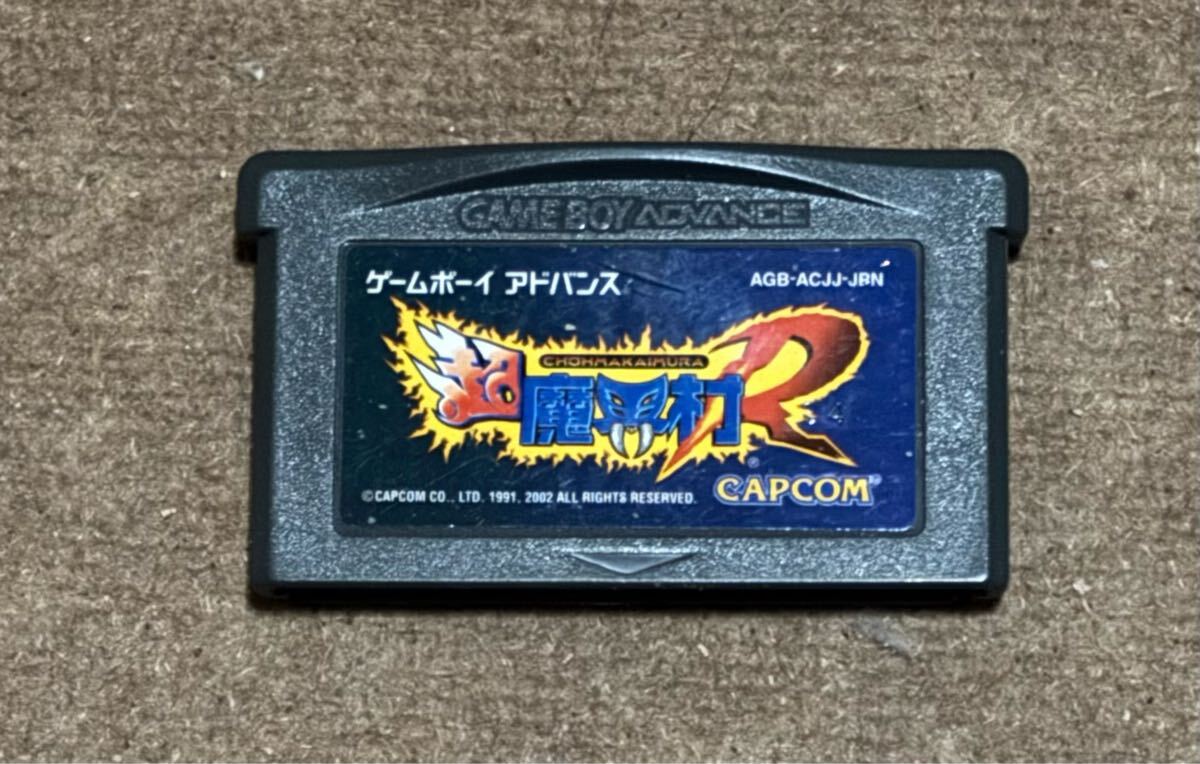 GAME BOY ADVANCE
ゲームボーイ アドバンス
AGB-ACJJ-JPN
CHOHMAKAIMURA
超魔界村R
4
©CAPCOM CO., LTD. 1991, 2002 ALL RIGHTS RESERVED.
CAPCOM®